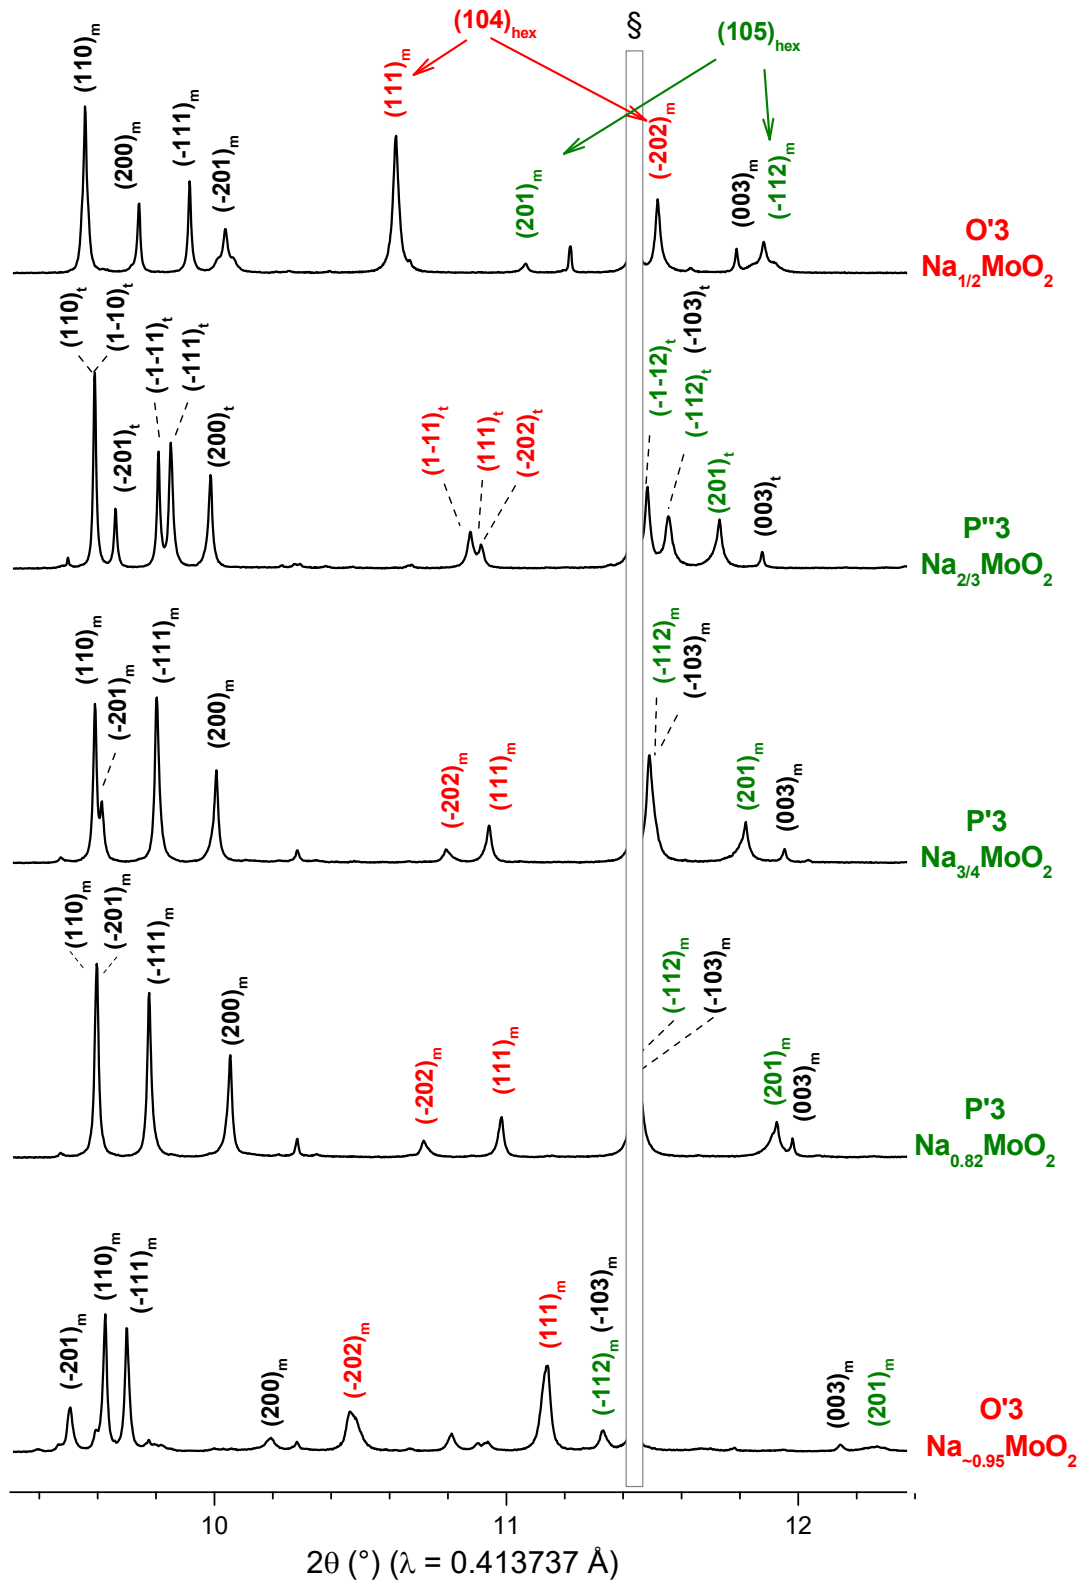 (104)hex
§
(105)hex
(110)m
(200)m
(-111)m
(-201)m
(111)m
(201)m
(-202)m
(003)m
(-112)m
O'3
Na1/2MoO2
(110)t
(1-10)t
(-201)t
(-1-11)t
(-111)t
(200)t
(1-11)t
(111)t
(-202)t
(-1-12)t
(-103)t
(-112)t
(201)t
(003)t
P''3
Na2/3MoO2
(110)m
(-201)m
(-111)m
(200)m
(-202)m
(111)m
(-112)m
(-103)m
(201)m
(003)m
P'3
Na3/4MoO2
(110)m
(-201)m
(-111)m
(200)m
(-202)m
(111)m
(-112)m
(-103)m
(201)m
(003)m
P'3
Na0.82MoO2
(-201)m
(110)m
(-111)m
(200)m
(-202)m
(111)m
(-112)m
(-103)m
(003)m
(201)m
O'3
Na~0.95MoO2
10
11
12
2θ (°) (λ = 0.413737 Å)